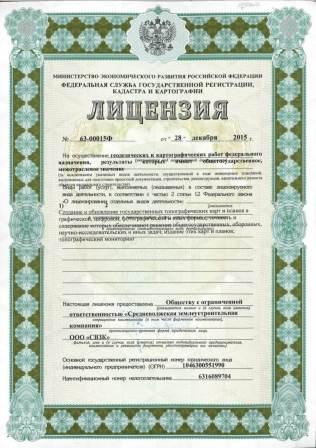 МИНИСТЕРСТВО ЭКОНОМИЧЕСКОГО РАЗВИТИЯ РОССИЙСКОЙ ФЕДЕРАЦИИ
ФЕДЕРАЛЬНАЯ СЛУЖБА ГОСУДАРСТВЕННОЙ РЕГИСТРАЦИИ,
КАДАСТРА И КАРТОГРАФИИ
ЛИЦЕНЗИЯ
№ 63-00015Ф от « 28 » декабря 2015 г.
На осуществление геодезических и картографических работ федерального
назначения, результаты которых имеют общегосударственное,
межотраслевое значение
Виды работ (услуг), выполняемых (оказываемых) в составе лицензируемого
вида деятельности, в соответствии с частью 2 статьи 12 Федерального закона
«О лицензировании отдельных видов деятельности»:
1)
Создание и обновление государственных топографических карт и планов в
графической, цифровой, фотографической и иных формах, точность и
содержание которых обеспечивают решение общегосударственных, оборонных,
научно-исследовательских и иных задач, издание этих карт и планов.
(топографический мониторинг)
Настоящая лицензия предоставлена Обществу с ограниченной
ответственностью «Средневолжская землеустроительная
компания»
ООО «СВЗК»
Основной государственный регистрационный номер юридического лица
(индивидуального предпринимателя) (ОГРН) 1046300551990
Идентификационный номер налогоплательщика 6316089704